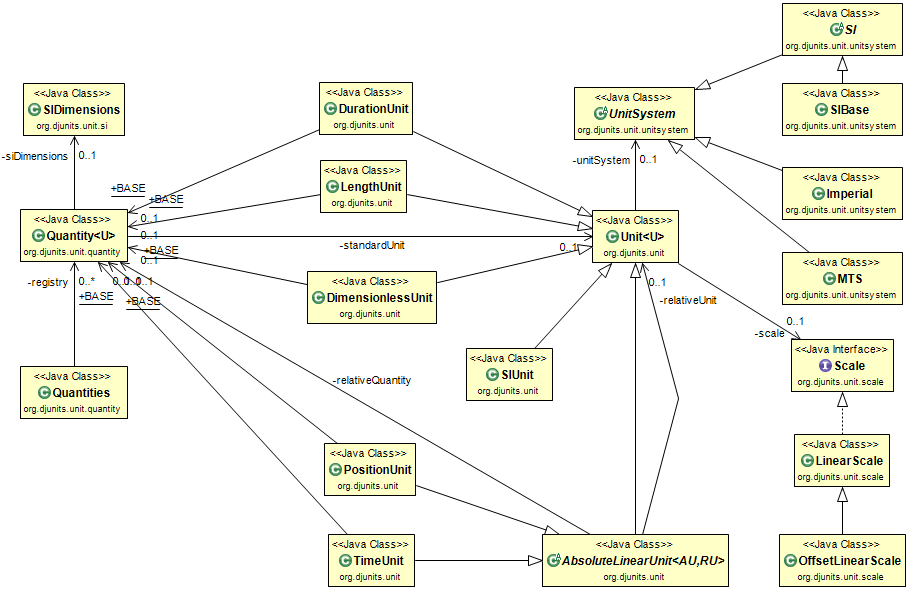 <<Java Class>>
SI
org.djunits.unit.unitsystem
<<Java Class>>
SIDimensions
org.djunits.unit.si
<<Java Class>>
DurationUnit
org.djunits.unit
<<Java Class>>
UnitSystem
org.djunits.unit.unitsystem
<<Java Class>>
SIBase
org.djunits.unit.unitsystem
-siDimensions
0..1
<<Java Class>>
LengthUnit
org.djunits.unit
-unitSystem
0..1
<<Java Class>>
Imperial
org.djunits.unit.unitsystem
+BASE
+BASE
0..1
<<Java Class>>
Quantity<U>
org.djunits.unit.quantity
0..1
-standardUnit
0..1
<<Java Class>>
Unit<U>
org.djunits.unit
+BASE
0..1
<<Java Class>>
MTS
org.djunits.unit.unitsystem
-registry
0..*
0..1
0..1
+BASE
+BASE
<<Java Class>>
DimensionlessUnit
org.djunits.unit
0..1
-relativeUnit
0..1
-scale
<<Java Class>>
Quantities
org.djunits.unit.quantity
-relativeQuantity
<<Java Class>>
SIUnit
org.djunits.unit
<<Java Interface>>
Scale
org.djunits.unit.scale
<<Java Class>>
PositionUnit
org.djunits.unit
<<Java Class>>
LinearScale
org.djunits.unit.scale
<<Java Class>>
TimeUnit
org.djunits.unit
<<Java Class>>
AbsoluteLinearUnit<AU,RU>
org.djunits.unit
<<Java Class>>
OffsetLinearScale
org.djunits.unit.scale